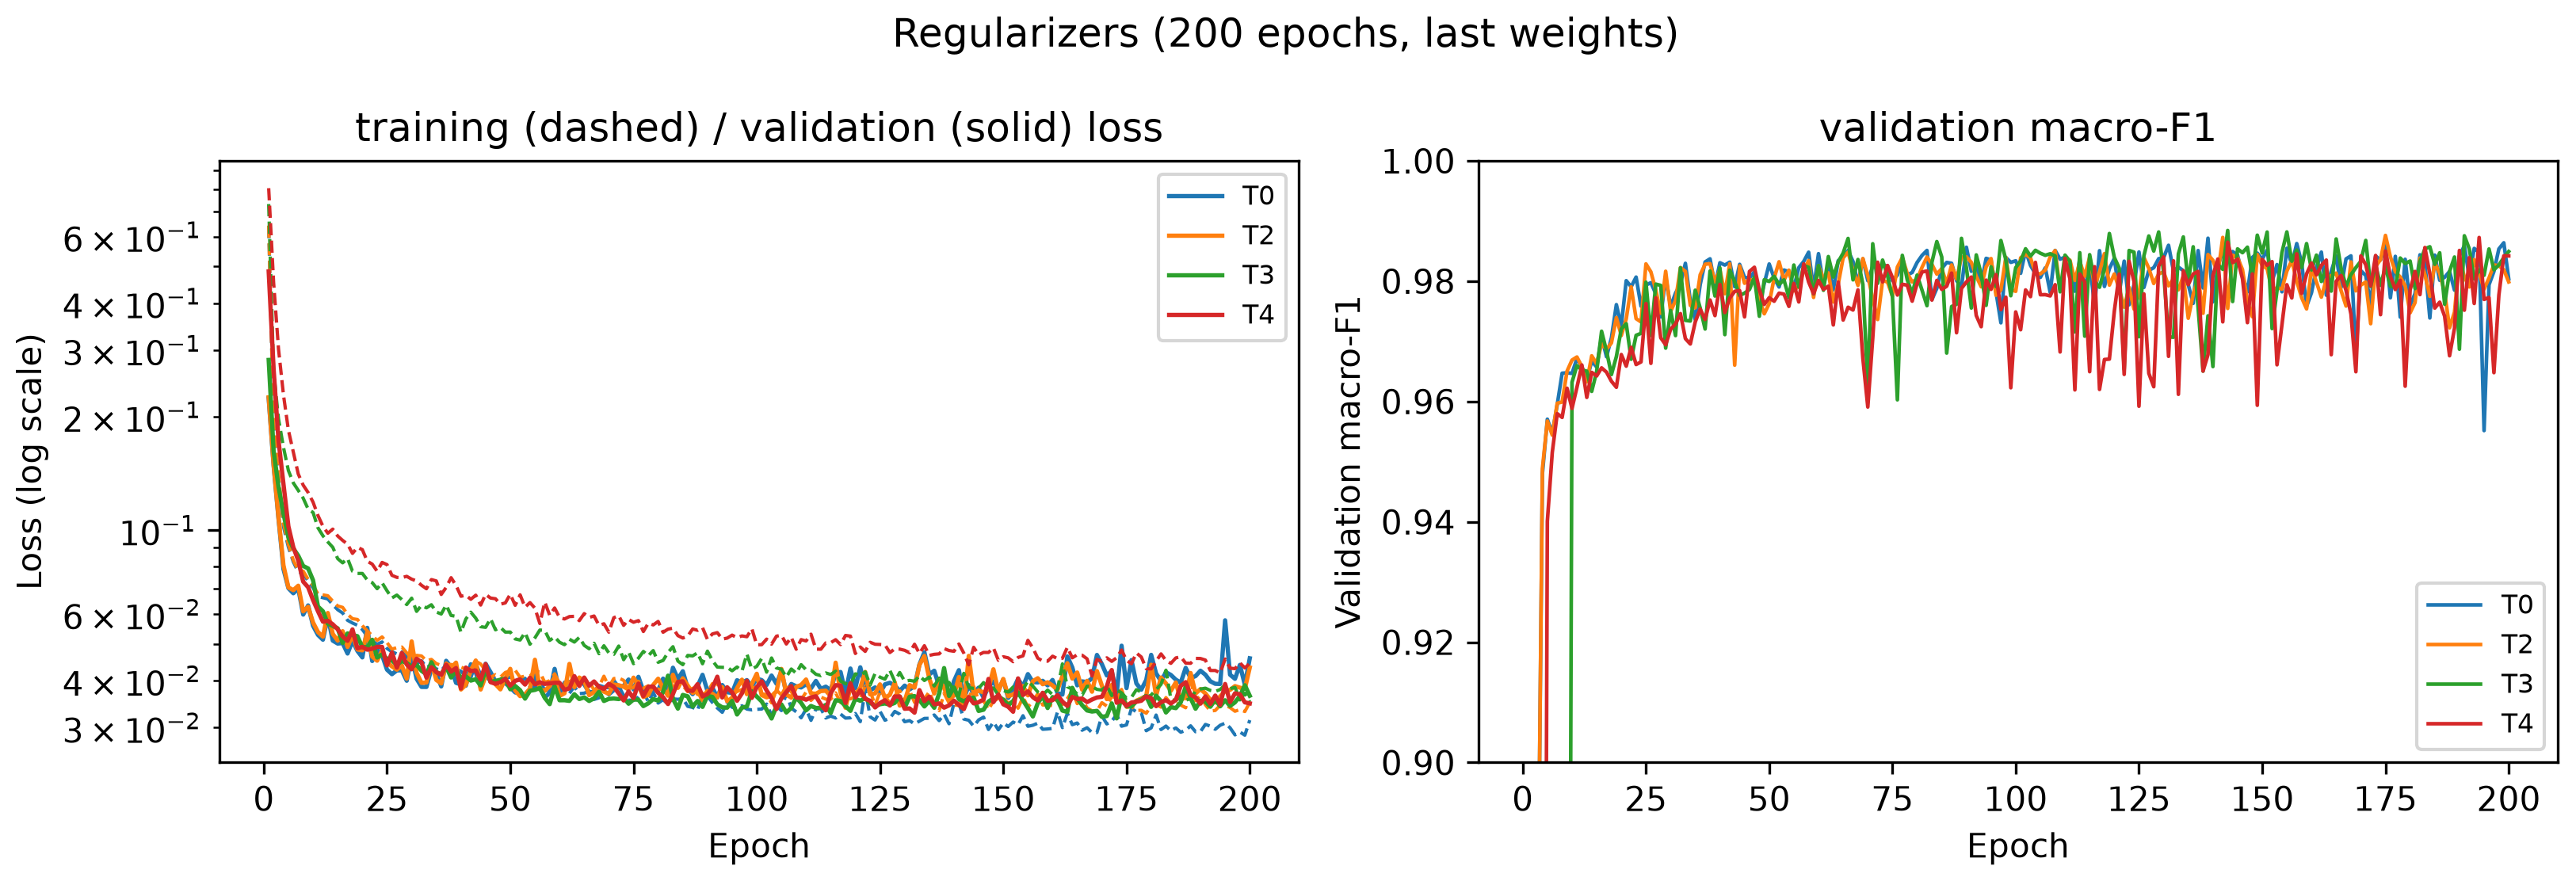 Regularizers (200 epochs, last weights)
training (dashed) / validation (solid) loss
Loss (log scale)
6 × 10⁻¹
4 × 10⁻¹
3 × 10⁻¹
2 × 10⁻¹
10⁻¹
6 × 10⁻²
4 × 10⁻²
3 × 10⁻²
0 25 50 75 100 125 150 175 200
Epoch
T0
T2
T3
T4
validation macro-F1
Validation macro-F1
1.00
0.98
0.96
0.94
0.92
0.90
0 25 50 75 100 125 150 175 200
Epoch
T0
T2
T3
T4